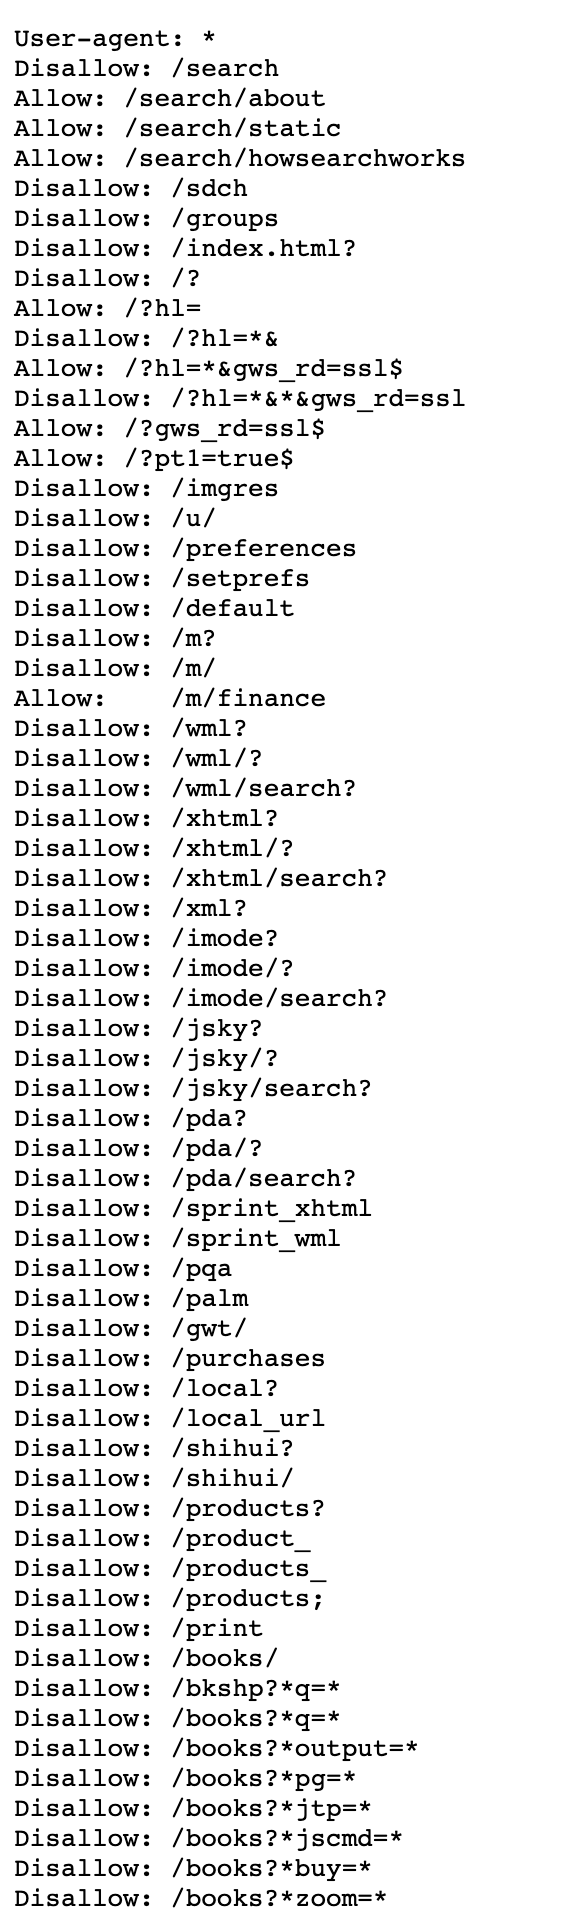 User-agent: *
Disallow: /search
Allow: /search/about
Allow: /search/static
Allow: /search/howsearchworks
Disallow: /sdch
Disallow: /groups
Disallow: /index.html?
Disallow: /?
Allow: /?hl=
Disallow: /?hl=*&
Allow: /?hl=*&gws_rd=ssl$
Disallow: /?hl=*&*&gws_rd=ssl
Allow: /?gws_rd=ssl$
Allow: /?pt1=true$
Disallow: /imgres
Disallow: /u/
Disallow: /preferences
Disallow: /setprefs
Disallow: /default
Disallow: /m?
Disallow: /m/
Allow:    /m/finance
Disallow: /wml?
Disallow: /wml/?
Disallow: /wml/search?
Disallow: /xhtml?
Disallow: /xhtml/?
Disallow: /xhtml/search?
Disallow: /xml?
Disallow: /imode?
Disallow: /imode/?
Disallow: /imode/search?
Disallow: /jsky?
Disallow: /jsky/?
Disallow: /jsky/search?
Disallow: /pda?
Disallow: /pda/?
Disallow: /pda/search?
Disallow: /sprint_xhtml
Disallow: /sprint_wml
Disallow: /pqa
Disallow: /palm
Disallow: /gwt/
Disallow: /purchases
Disallow: /local?
Disallow: /local_url
Disallow: /shihui?
Disallow: /shihui/
Disallow: /products?
Disallow: /product_
Disallow: /products_
Disallow: /products;
Disallow: /print
Disallow: /books/
Disallow: /bkshp?*q=*
Disallow: /books?*q=*
Disallow: /books?*output=*
Disallow: /books?*pg=*
Disallow: /books?*jtp=*
Disallow: /books?*jscmd=*
Disallow: /books?*buy=*
Disallow: /books?*zoom=*